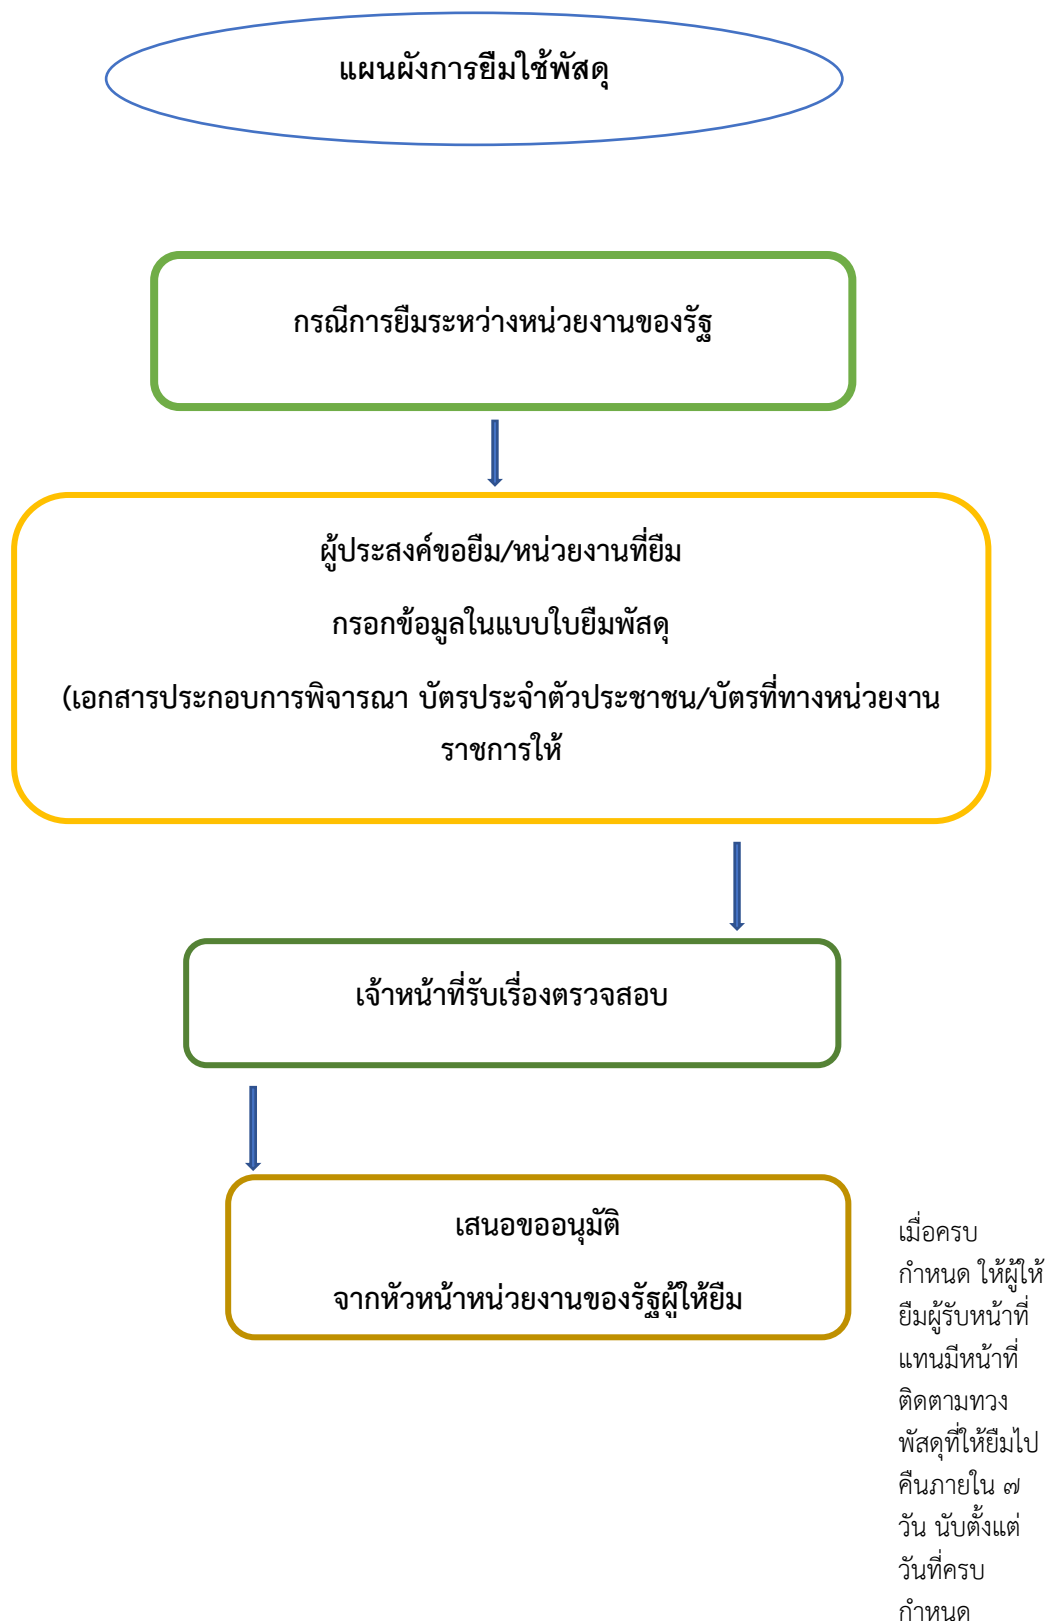 แผนผังการยืมใช้พัสดุ
กรณีการยืมระหว่างหน่วยงานของรัฐ
ผู้ประสงค์ขอยืม/หน่วยงานที่ยืม
กรอกข้อมูลในแบบใบยืมพัสดุ
(เอกสารประกอบการพิจารณา บัตรประจำตัวประชาชน/บัตรที่ทางหน่วยงาน
ราชการให้
เจ้าหน้าที่รับเรื่องตรวจสอบ
เสนอขออนุมัติ
จากหัวหน้าหน่วยงานของรัฐผู้ให้ยืม
เมื่อครบ
กำหนด ให้ผู้ให้
ยืมผู้รับหน้าที่
แทนมีหน้าที่
ติดตามทวง
พัสดุที่ให้ยืมไป
คืนภายใน ๗
วัน นับตั้งแต่
วันที่ครบ
กำหนด